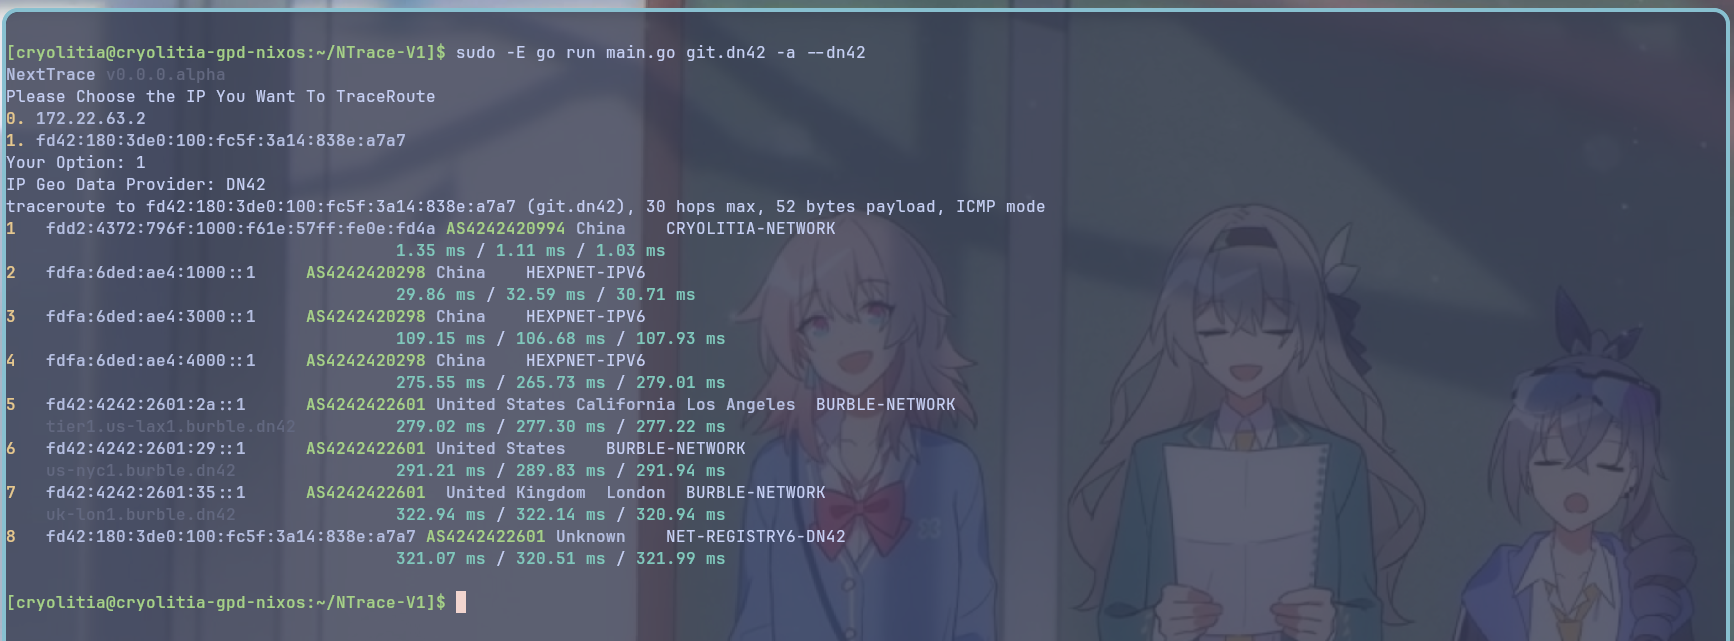 [cryolitia@cryolitia-gpd-nixos:~/NTrace-V1]$ sudo -E go run main.go git.dn42 -a --dn42
NextTrace v0.0.0.alpha
Please Choose the IP You Want To TraceRoute
0. 172.22.63.2
1. fd42:180:3de0:100:fc5f:3a14:838e:a7a7
Your Option: 1
IP Geo Data Provider: DN42
traceroute to fd42:180:3de0:100:fc5f:3a14:838e:a7a7 (git.dn42), 30 hops max, 52 bytes payload, ICMP mode
1 fdd2:4372:796f:1000:f61e:57ff:fe0e:fd4a AS4242420994 China CRYOLITIA-NETWORK
1.35 ms / 1.11 ms / 1.03 ms
2 fdfa:6ded:ae4:1000::1 AS4242420298 China HEXPNET-IPV6
29.86 ms / 32.59 ms / 30.71 ms
3 fdfa:6ded:ae4:3000::1 AS4242420298 China HEXPNET-IPV6
109.15 ms / 106.68 ms / 107.93 ms
4 fdfa:6ded:ae4:4000::1 AS4242420298 China HEXPNET-IPV6
275.55 ms / 265.73 ms / 279.01 ms
5 fd42:4242:2601:2a::1 AS4242422601 United States California Los Angeles BURBLE-NETWORK
tier1.us-lax1.burble.dn42 279.02 ms / 277.30 ms / 277.22 ms
6 fd42:4242:2601:29::1 AS4242422601 United States BURBLE-NETWORK
us-nyc1.burble.dn42 291.21 ms / 289.83 ms / 291.94 ms
7 fd42:4242:2601:35::1 AS4242422601 United Kingdom London BURBLE-NETWORK
uk-lon1.burble.dn42 322.94 ms / 322.14 ms / 320.94 ms
8 fd42:180:3de0:100:fc5f:3a14:838e:a7a7 AS4242422601 Unknown NET-REGISTRY6-DN42
321.07 ms / 320.51 ms / 321.99 ms
[cryolitia@cryolitia-gpd-nixos:~/NTrace-V1]$